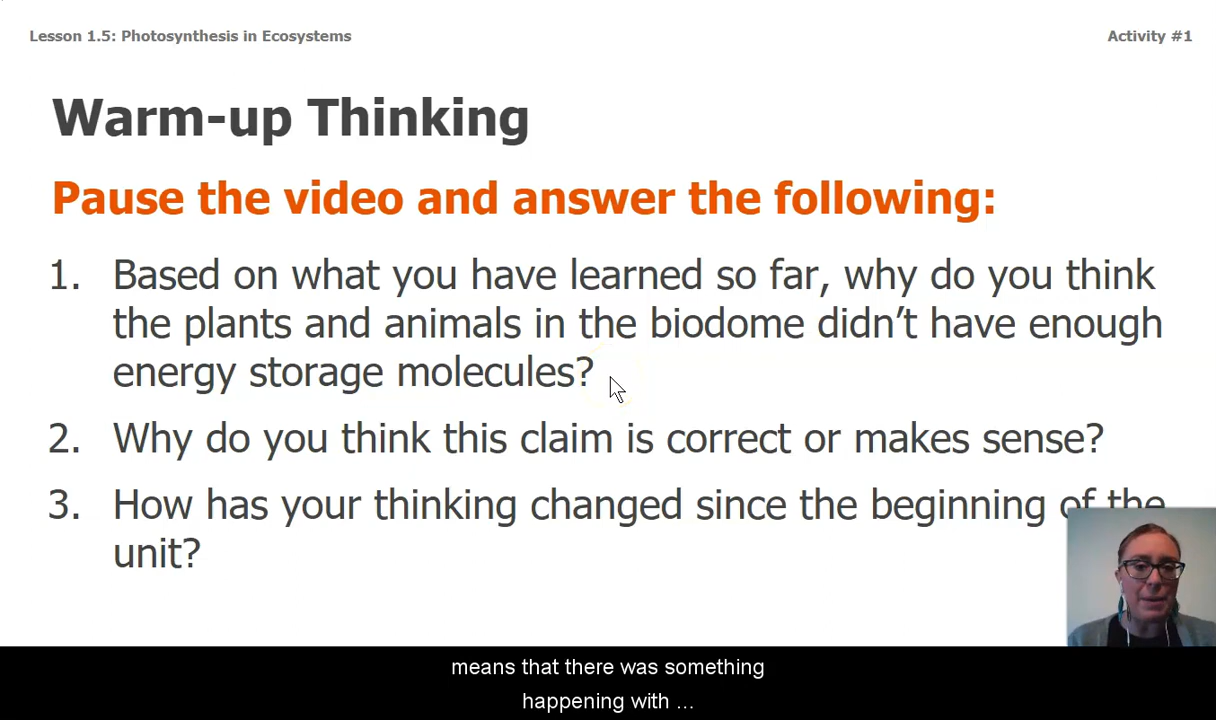 Lesson 1.5: Photosynthesis in Ecosystems
Activity #1
Warm-up Thinking
Pause the video and answer the following:
1. Based on what you have learned so far, why do you think
the plants and animals in the biodome didn’t have enough
energy storage molecules?
2. Why do you think this claim is correct or makes sense?
3. How has your thinking changed since the beginning of the
unit?
means that there was something
happening with ...